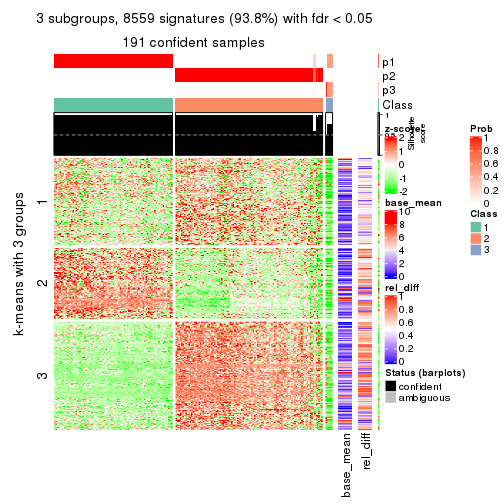 3 subgroups, 8559 signatures (93.8%) with fdr < 0.05
191 confident samples
p1
p2
p3
Class
1
Silhouette
score
k-means with 3 groups
1
2
3
base_mean
rel_diff
z-score
2
1
0
-1
-2
base_mean
10
8
6
4
2
0
rel_diff
1
0.8
0.6
0.4
0.2
0
Status (barplots)
confident
ambiguous
Prob
1
0.8
0.6
0.4
0.2
0
Class
1
2
3